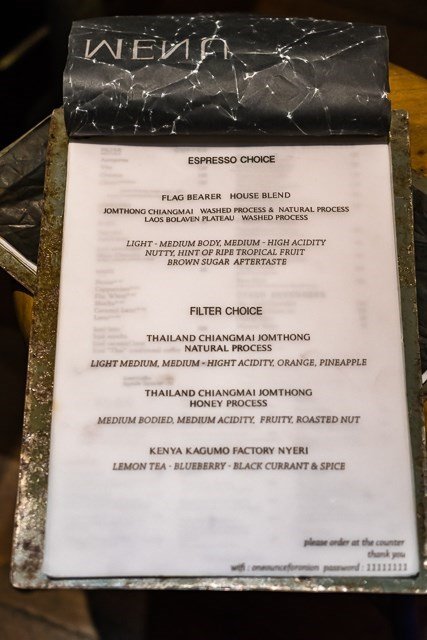 MENU
ESPRESSO CHOICE
FLAG BEARER HOUSE BLEND
JOMTHONG CHIANGMAI WASHED PROCESS & NATURAL PROCESS
LAOS BOLAVEN PLATEAU WASHED PROCESS
LIGHT - MEDIUM BODY, MEDIUM - HIGH ACIDITY
NUTTY, HINT OF RIPE TROPICAL FRUIT
BROWN SUGAR AFTERTASTE
FILTER CHOICE
THAILAND CHIANGMAI JOMTHONG
NATURAL PROCESS
LIGHT MEDIUM, MEDIUM - HIGHT ACIDITY, ORANGE, PINEAPPLE
THAILAND CHIANGMAI JOMTHONG
HONEY PROCESS
MEDIUM BODIED, MEDIUM ACIDITY, FRUITY, ROASTED NUT
KENYA KAGUMO FACTORY NYERI
LEMON TEA - BLUEBERRY - BLACK CURRANT & SPICE
please order at the counter
thank you
wifi : oneounceforonion password : 11111111